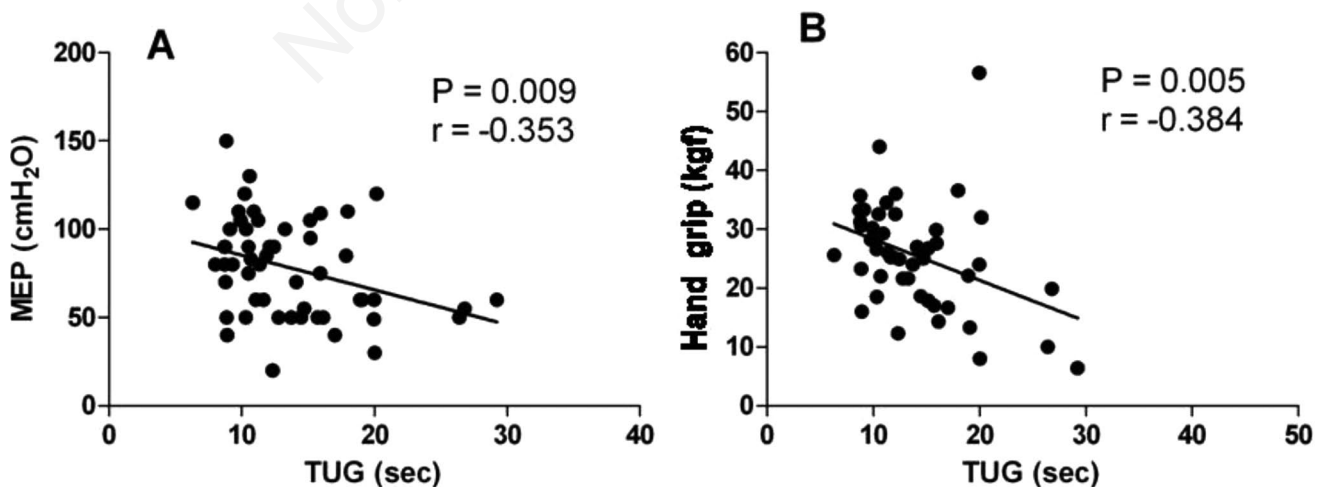 A
P = 0.009
r = -0.353
MEP (cmH₂O)
200
150
100
50
0
0 10 20 30 40
TUG (sec)
B
P = 0.005
r = -0.384
Hand grip (kgf)
60
50
40
30
20
10
0
0 10 20 30 40 50
TUG (sec)